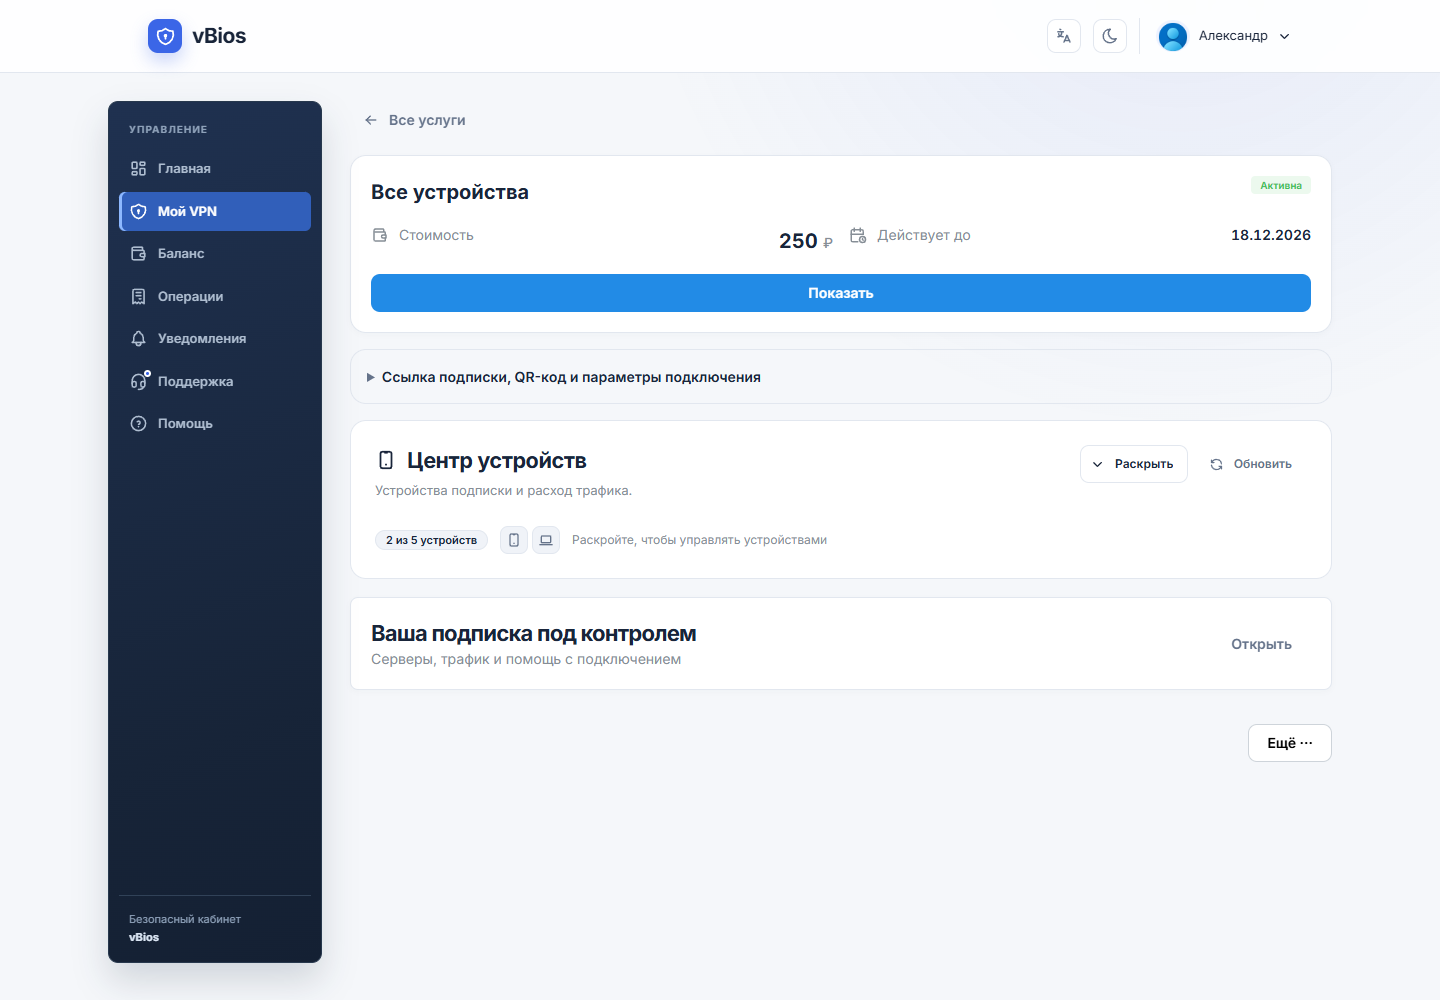 vBios
Александр
УПРАВЛЕНИЕ
Главная
Мой VPN
Баланс
Операции
Уведомления
Поддержка
Помощь
Безопасный кабинет
vBios
Все услуги
Все устройства
Активна
Стоимость
250 ₽
Действует до
18.12.2026
Показать
Ссылка подписки, QR-код и параметры подключения
Центр устройств
Раскрыть
Обновить
Устройства подписки и расход трафика.
2 из 5 устройств
Раскройте, чтобы управлять устройствами
Ваша подписка под контролем
Серверы, трафик и помощь с подключением
Открыть
Ещё ···